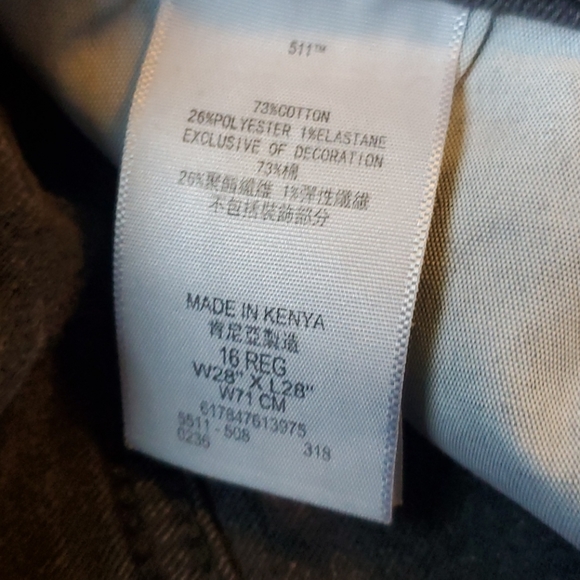 511™
73%COTTON
26%POLYESTER 1%ELASTANE
EXCLUSIVE OF DECORATION
73%棉
26%聚酯纖維 1%彈性纖維
不包括裝飾部分
MADE IN KENYA
肯尼亞製造
16 REG
W28" X L28"
W71 CM
617847613975
5511 - 508 318
0236